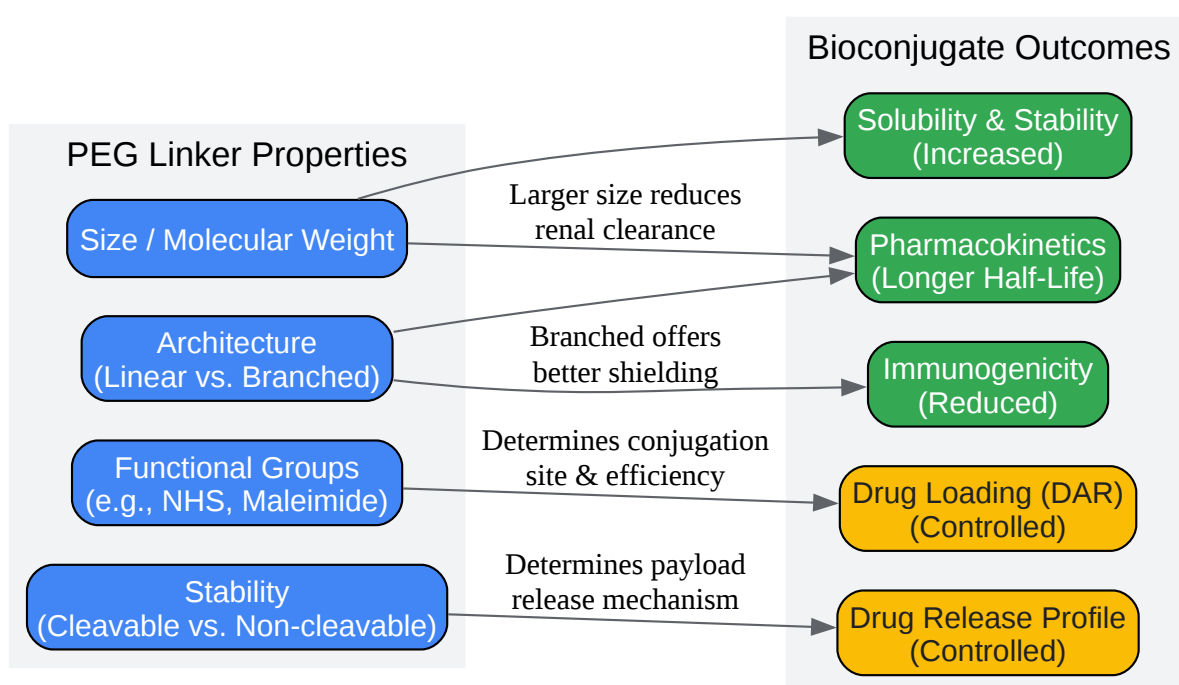 PEG Linker Properties
Size / Molecular Weight
Architecture
(Linear vs. Branched)
Functional Groups
(e.g., NHS, Maleimide)
Stability
(Cleavable vs. Non-cleavable)
Larger size reduces
renal clearance
Branched offers
better shielding
Determines conjugation
site & efficiency
Determines payload
release mechanism
Bioconjugate Outcomes
Solubility & Stability
(Increased)
Pharmacokinetics
(Longer Half-Life)
Immunogenicity
(Reduced)
Drug Loading (DAR)
(Controlled)
Drug Release Profile
(Controlled)